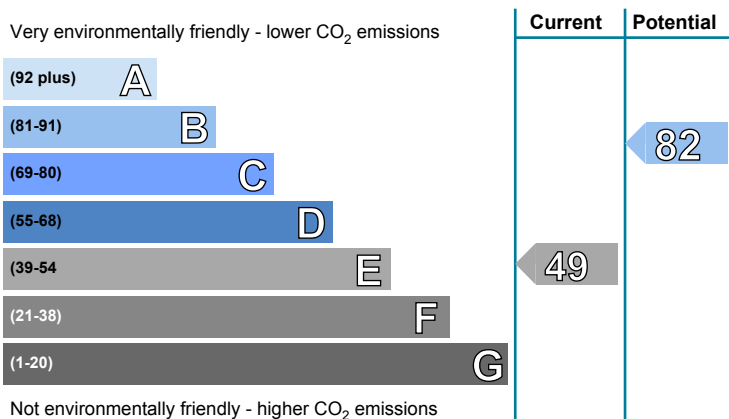 Current Potential
Very environmentally friendly - lower CO₂ emissions
(92 plus) A
(81-91) B
82
(69-80) C
(55-68) D
(39-54 E
49
(21-38) F
(1-20) G
Not environmentally friendly - higher CO₂ emissions